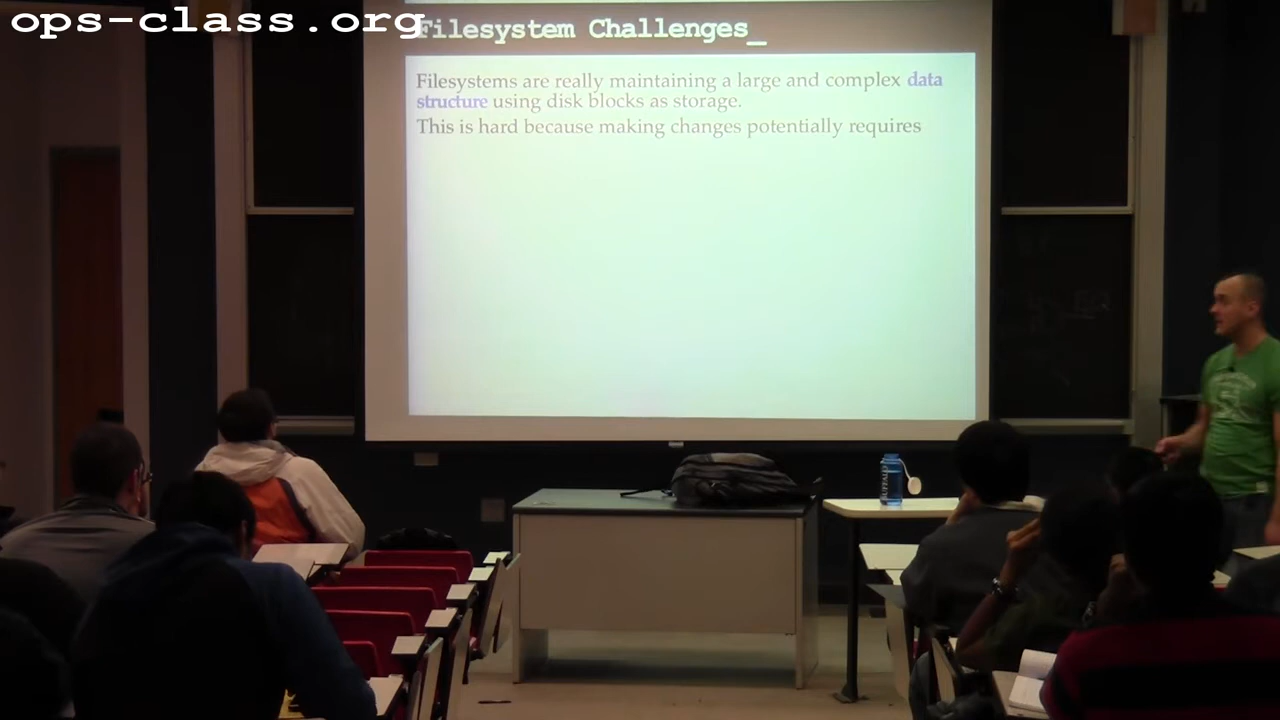 ops-class.org
Filesystem Challenges_
Filesystems are really maintaining a large and complex data
structure using disk blocks as storage.
This is hard because making changes potentially requires
BUFFALO